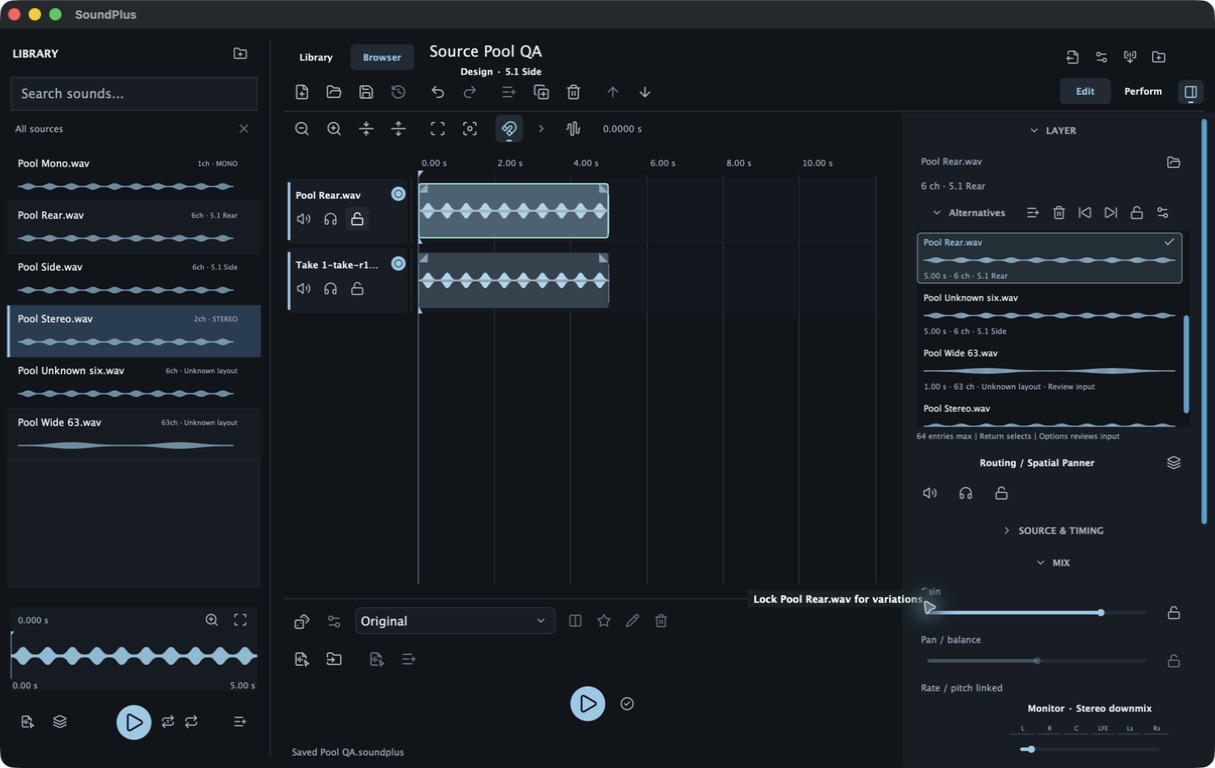 SoundPlus
LIBRARY
Search sounds...
All sources
Pool Mono.wav
1ch · MONO
Pool Rear.wav
6ch · 5.1 Rear
Pool Side.wav
6ch · 5.1 Side
Pool Stereo.wav
2ch · STEREO
Pool Unknown six.wav
6ch · Unknown layout
Pool Wide 63.wav
63ch · Unknown layout
0.000 s
0.00 s
5.00 s
Library
Browser
Source Pool QA
Design · 5.1 Side
Edit
Perform
0.0000 s
0.00 s
2.00 s
4.00 s
6.00 s
8.00 s
10.00 s
Pool Rear.wav
Take 1-take-r1...
Lock Pool Rear.wav for variations
Original
Saved Pool QA.soundplus
LAYER
Pool Rear.wav
6 ch · 5.1 Rear
Alternatives
Pool Rear.wav
5.00 s · 6 ch · 5.1 Rear
Pool Unknown six.wav
5.00 s · 6 ch · 5.1 Side
Pool Wide 63.wav
1.00 s · 63 ch · Unknown layout · Review input
Pool Stereo.wav
64 entries max | Return selects | Options reviews input
Routing / Spatial Panner
SOURCE & TIMING
MIX
Pan / balance
Rate / pitch linked
Monitor · Stereo downmix
L R C LFE Ls Rs